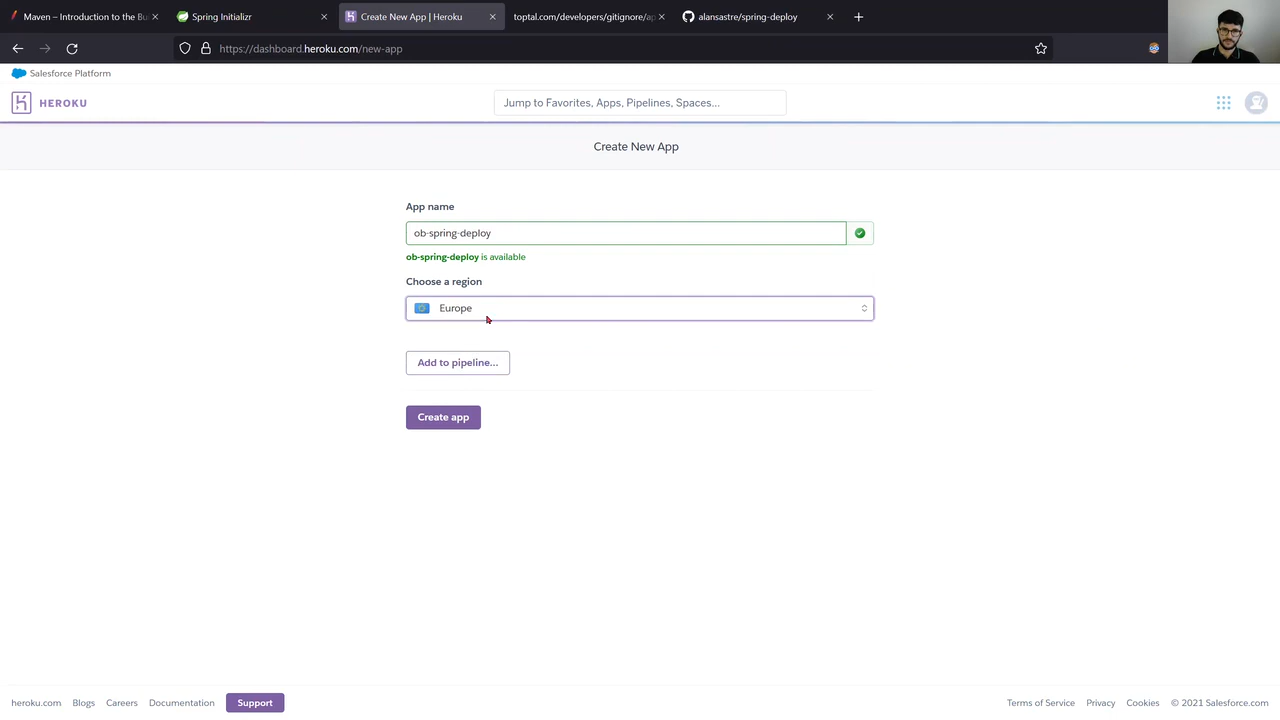 Maven – Introduction to the Bu
Spring Initializr
Create New App | Heroku
toptal.com/developers/gitignore/ap
alansastre/spring-deploy
https://dashboard.heroku.com/new-app
Salesforce Platform
HEROKU
Jump to Favorites, Apps, Pipelines, Spaces...
Create New App
App name
ob-spring-deploy
ob-spring-deploy is available
Choose a region
Europe
Add to pipeline...
Create app
heroku.com
Blogs
Careers
Documentation
Support
Terms of Service
Privacy
Cookies
© 2021 Salesforce.com